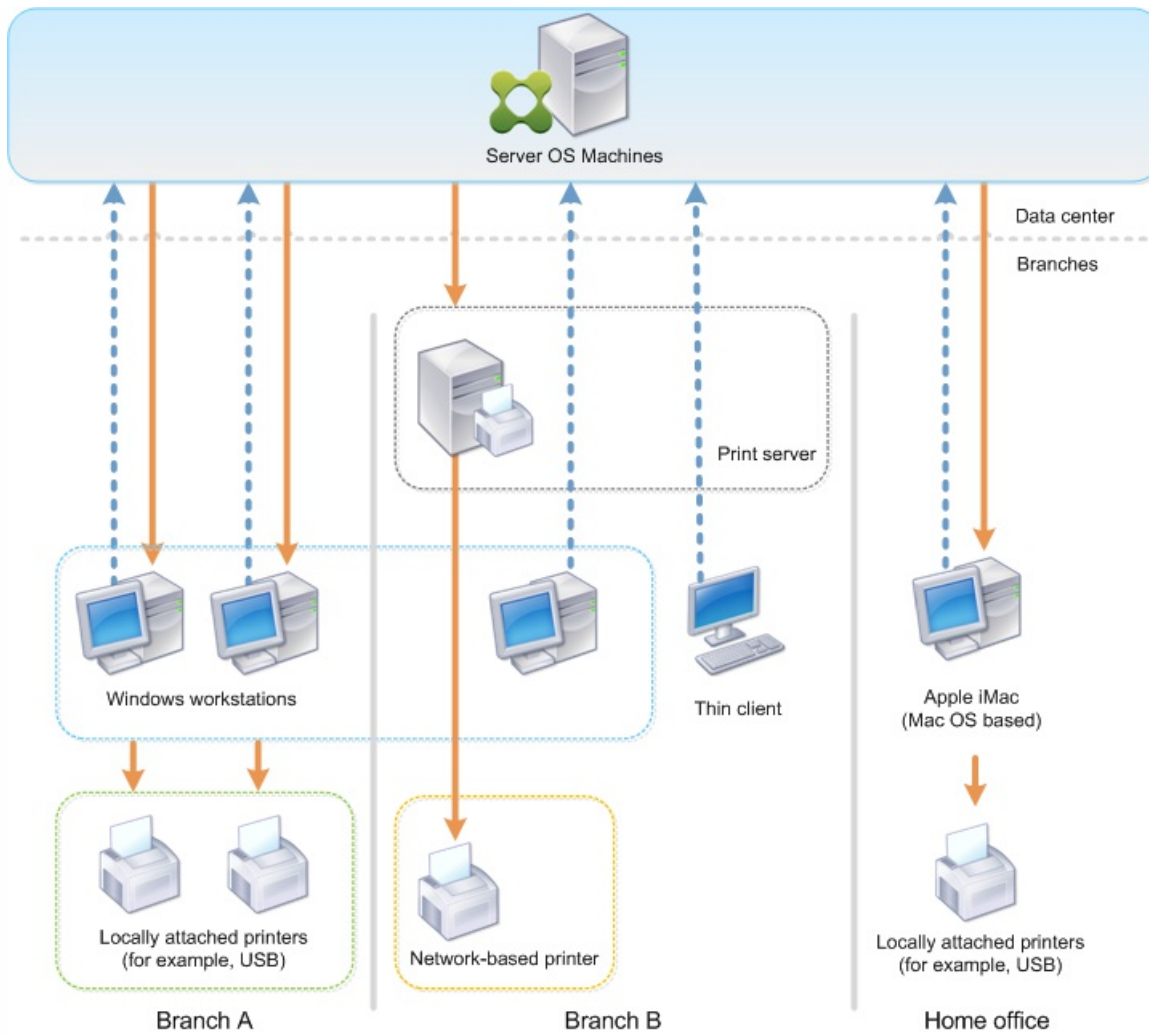 Server OS Machines
Data center
Branches
Print server
Windows workstations
Thin client
Apple iMac
(Mac OS based)
Locally attached printers
(for example, USB)
Network-based printer
Locally attached printers
(for example, USB)
Branch A
Branch B
Home office